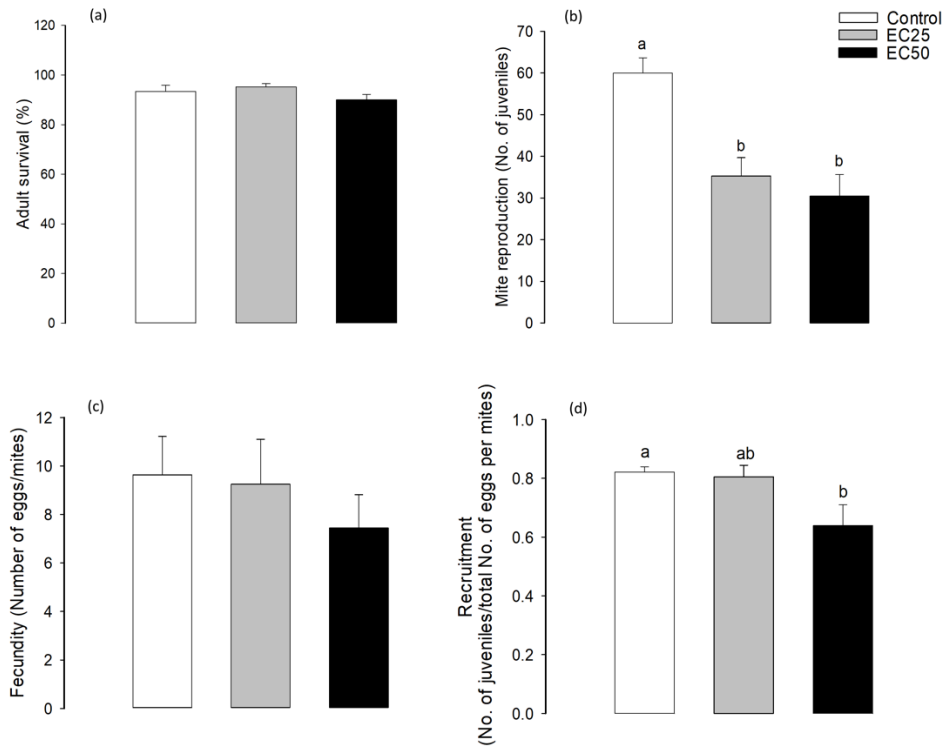 (a)
120
100
80
60
40
20
0
Adult survival (%)
(b)
70
60
50
40
30
20
10
0
Mite reproduction (No. of juveniles)
a
b
b
Control
EC25
EC50
(c)
12
10
8
6
4
2
0
Fecundity (Number of eggs/mites)
(d)
1.0
0.8
0.6
0.4
0.2
0.0
Recruitment
(No. of juveniles/total No. of eggs per mites)
a
ab
b